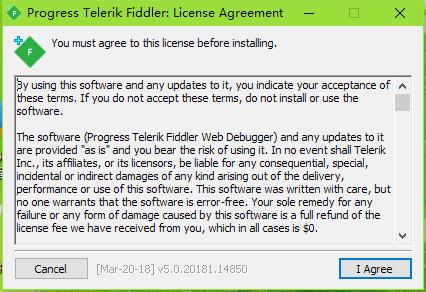 Progress Telerik Fiddler: License Agreement
F
You must agree to this license before installing.
By using this software and any updates to it, you indicate your acceptance of
these terms. If you do not accept these terms, do not install or use the
software.
The software (Progress Telerik Fiddler Web Debugger) and any updates to it
are provided "as is" and you bear the risk of using it. In no event shall Telerik
Inc., its affiliates, or its licensors, be liable for any consequential, special,
incidental or indirect damages of any kind arising out of the delivery,
performance or use of this software. This software was written with care, but
no one warrants that the software is error-free. Your sole remedy for any
failure or any form of damage caused by this software is a full refund of the
license fee we have received from you, which in all cases is $0.
Cancel [Mar-20-18] v5.0.20181.14850 I Agree